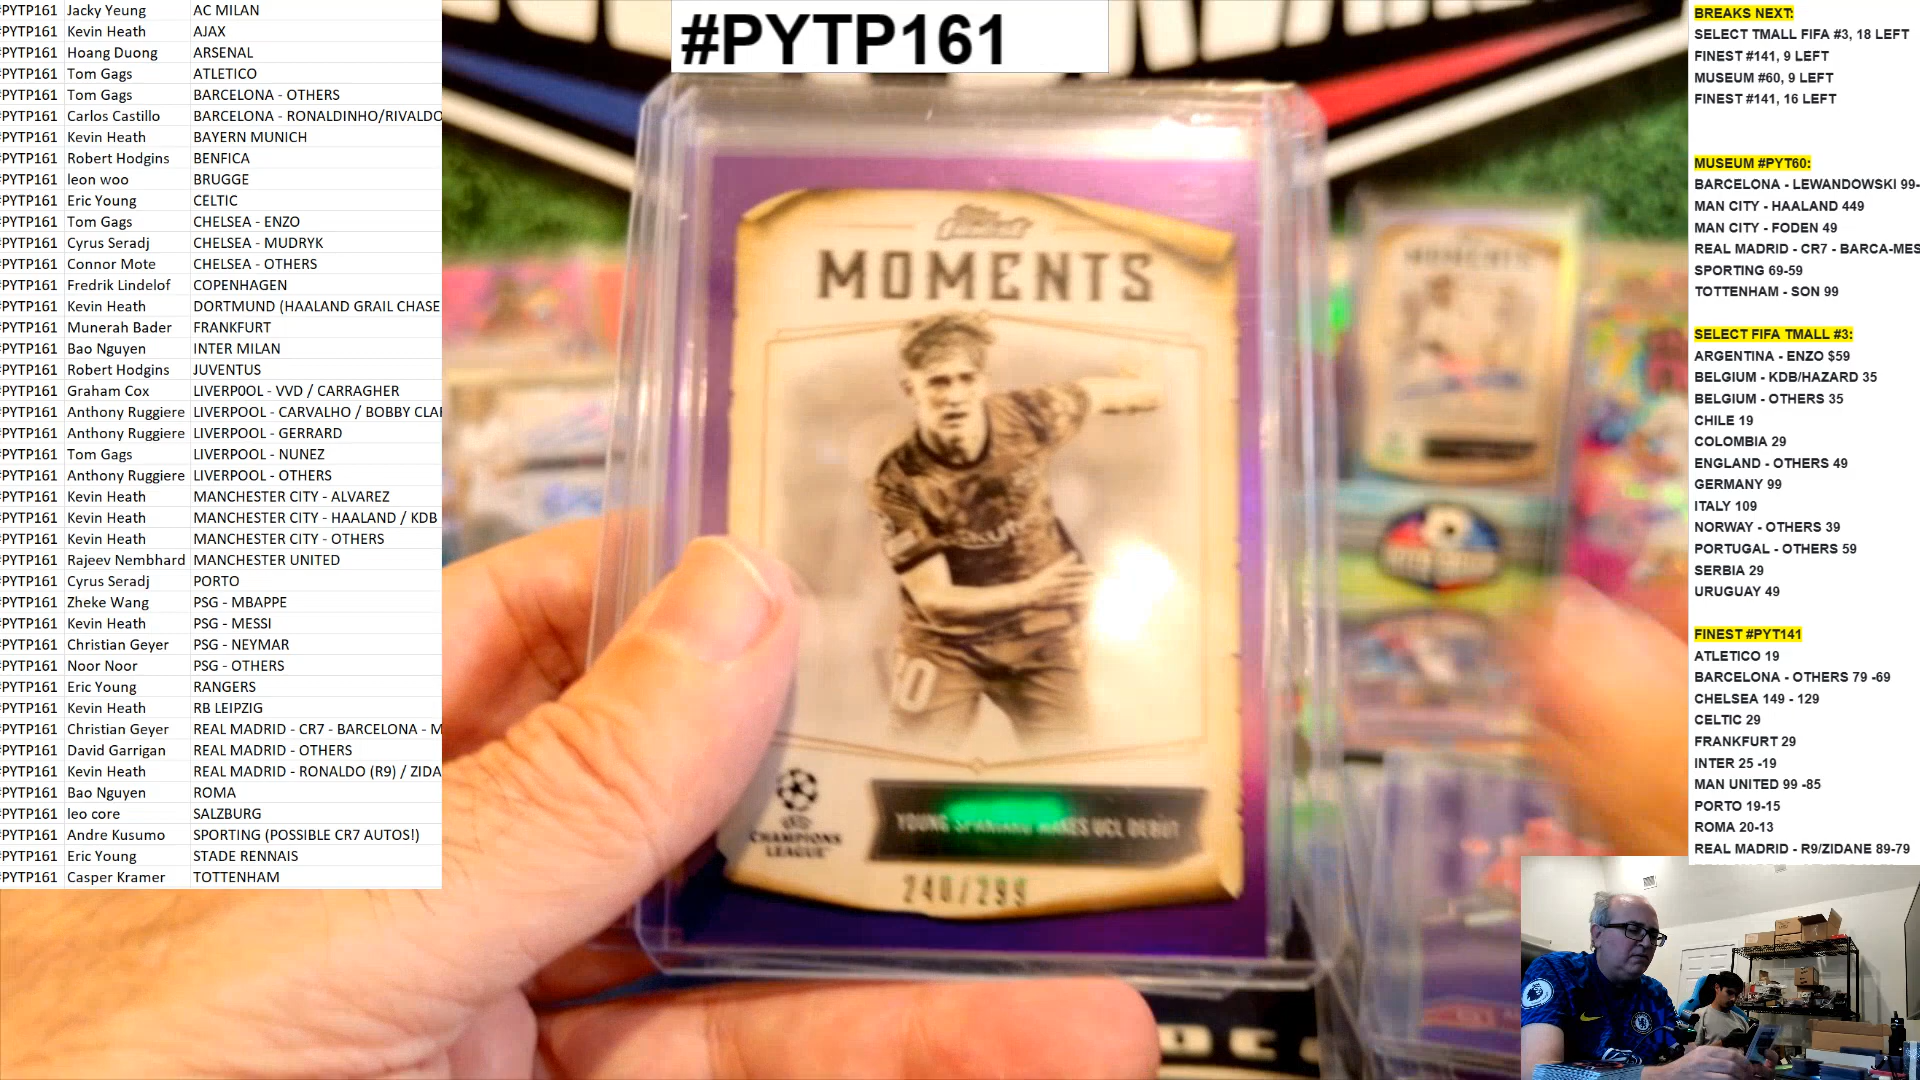 #PYTP161
#PYTP161 Jacky Yeung AC MILAN
#PYTP161 Kevin Heath AJAX
#PYTP161 Hoang Duong ARSENAL
#PYTP161 Tom Gags ATLETICO
#PYTP161 Tom Gags BARCELONA - OTHERS
#PYTP161 Carlos Castillo BARCELONA - RONALDINHO/RIVALDO
#PYTP161 Kevin Heath BAYERN MUNICH
#PYTP161 Robert Hodgins BENFICA
#PYTP161 leon woo BRUGGE
#PYTP161 Eric Young CELTIC
#PYTP161 Tom Gags CHELSEA - ENZO
#PYTP161 Cyrus Seradj CHELSEA - MUDRYK
#PYTP161 Connor Mote CHELSEA - OTHERS
#PYTP161 Fredrik Lindelof COPENHAGEN
#PYTP161 Kevin Heath DORTMUND (HAALAND GRAIL CHASE
#PYTP161 Munerah Bader FRANKFURT
#PYTP161 Bao Nguyen INTER MILAN
#PYTP161 Robert Hodgins JUVENTUS
#PYTP161 Graham Cox LIVERP0OL - VVD / CARRAGHER
#PYTP161 Anthony Ruggiere LIVERPOOL - CARVALHO / BOBBY CLA
#PYTP161 Anthony Ruggiere LIVERPOOL - GERRARD
#PYTP161 Tom Gags LIVERPOOL - NUNEZ
#PYTP161 Anthony Ruggiere LIVERPOOL - OTHERS
#PYTP161 Kevin Heath MANCHESTER CITY - ALVAREZ
#PYTP161 Kevin Heath MANCHESTER CITY - HAALAND / KDB
#PYTP161 Kevin Heath MANCHESTER CITY - OTHERS
#PYTP161 Rajeev Nembhard MANCHESTER UNITED
#PYTP161 Cyrus Seradj PORTO
#PYTP161 Zheke Wang PSG - MBAPPE
#PYTP161 Kevin Heath PSG - MESSI
#PYTP161 Christian Geyer PSG - NEYMAR
#PYTP161 Noor Noor PSG - OTHERS
#PYTP161 Eric Young RANGERS
#PYTP161 Kevin Heath RB LEIPZIG
#PYTP161 Christian Geyer REAL MADRID - CR7 - BARCELONA - M
#PYTP161 David Garrigan REAL MADRID - OTHERS
#PYTP161 Kevin Heath REAL MADRID - RONALDO (R9) / ZIDA
#PYTP161 Bao Nguyen ROMA
#PYTP161 leo core SALZBURG
#PYTP161 Andre Kusumo SPORTING (POSSIBLE CR7 AUTOS!)
#PYTP161 Eric Young STADE RENNAIS
#PYTP161 Casper Kramer TOTTENHAM
Topps
Finest
MOMENTS
CHAMPIONS
LEAGUE
YOUNG SPANIARD MAKES UCL DEBUT
240/299
MOMENTS
BREAKS NEXT:
SELECT TMALL FIFA #3, 18 LEFT
FINEST #141, 9 LEFT
MUSEUM #60, 9 LEFT
FINEST #141, 16 LEFT
MUSEUM #PYT60:
BARCELONA - LEWANDOWSKI 99-
MAN CITY - HAALAND 449
MAN CITY - FODEN 49
REAL MADRID - CR7 - BARCA-MES
SPORTING 69-59
TOTTENHAM - SON 99
SELECT FIFA TMALL #3:
ARGENTINA - ENZO $59
BELGIUM - KDB/HAZARD 35
BELGIUM - OTHERS 35
CHILE 19
COLOMBIA 29
ENGLAND - OTHERS 49
GERMANY 99
ITALY 109
NORWAY - OTHERS 39
PORTUGAL - OTHERS 59
SERBIA 29
URUGUAY 49
FINEST #PYT141
ATLETICO 19
BARCELONA - OTHERS 79 -69
CHELSEA 149 - 129
CELTIC 29
FRANKFURT 29
INTER 25 -19
MAN UNITED 99 -85
PORTO 19-15
ROMA 20-13
REAL MADRID - R9/ZIDANE 89-79